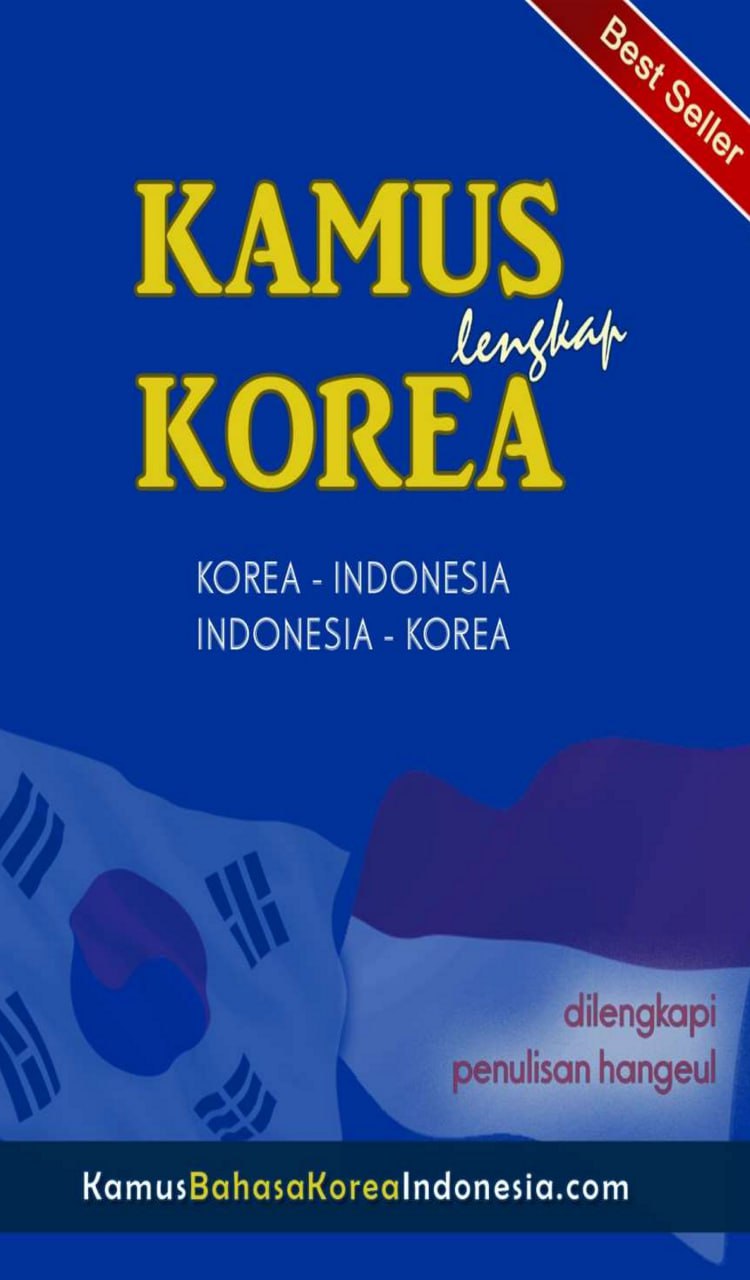 Best Seller
KAMUS
lengkap
KOREA
KOREA - INDONESIA
INDONESIA - KOREA
dilengkapi
penulisan hangeul
KamusBahasaKoreaIndonesia.com